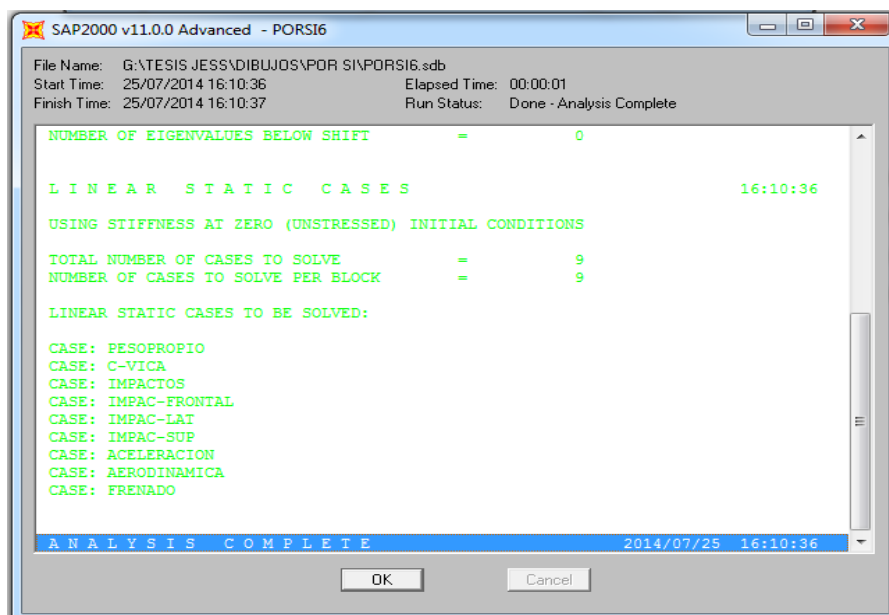 SAP2000 v11.0.0 Advanced - PORSI6
File Name: G:\TESIS JESS\DIBUJOS\POR SI\PORSI6.sdb
Start Time: 25/07/2014 16:10:36 Elapsed Time: 00:00:01
Finish Time: 25/07/2014 16:10:37 Run Status: Done - Analysis Complete
NUMBER OF EIGENVALUES BELOW SHIFT = 0
L I N E A R   S T A T I C   C A S E S 16:10:36
USING STIFFNESS AT ZERO (UNSTRESSED) INITIAL CONDITIONS
TOTAL NUMBER OF CASES TO SOLVE = 9
NUMBER OF CASES TO SOLVE PER BLOCK = 9
LINEAR STATIC CASES TO BE SOLVED:
CASE: PESOPROPIO
CASE: C-VICA
CASE: IMPACTOS
CASE: IMPAC-FRONTAL
CASE: IMPAC-LAT
CASE: IMPAC-SUP
CASE: ACELERACION
CASE: AERODINAMICA
CASE: FRENADO
A N A L Y S I S   C O M P L E T E 2014/07/25 16:10:36
OK Cancel